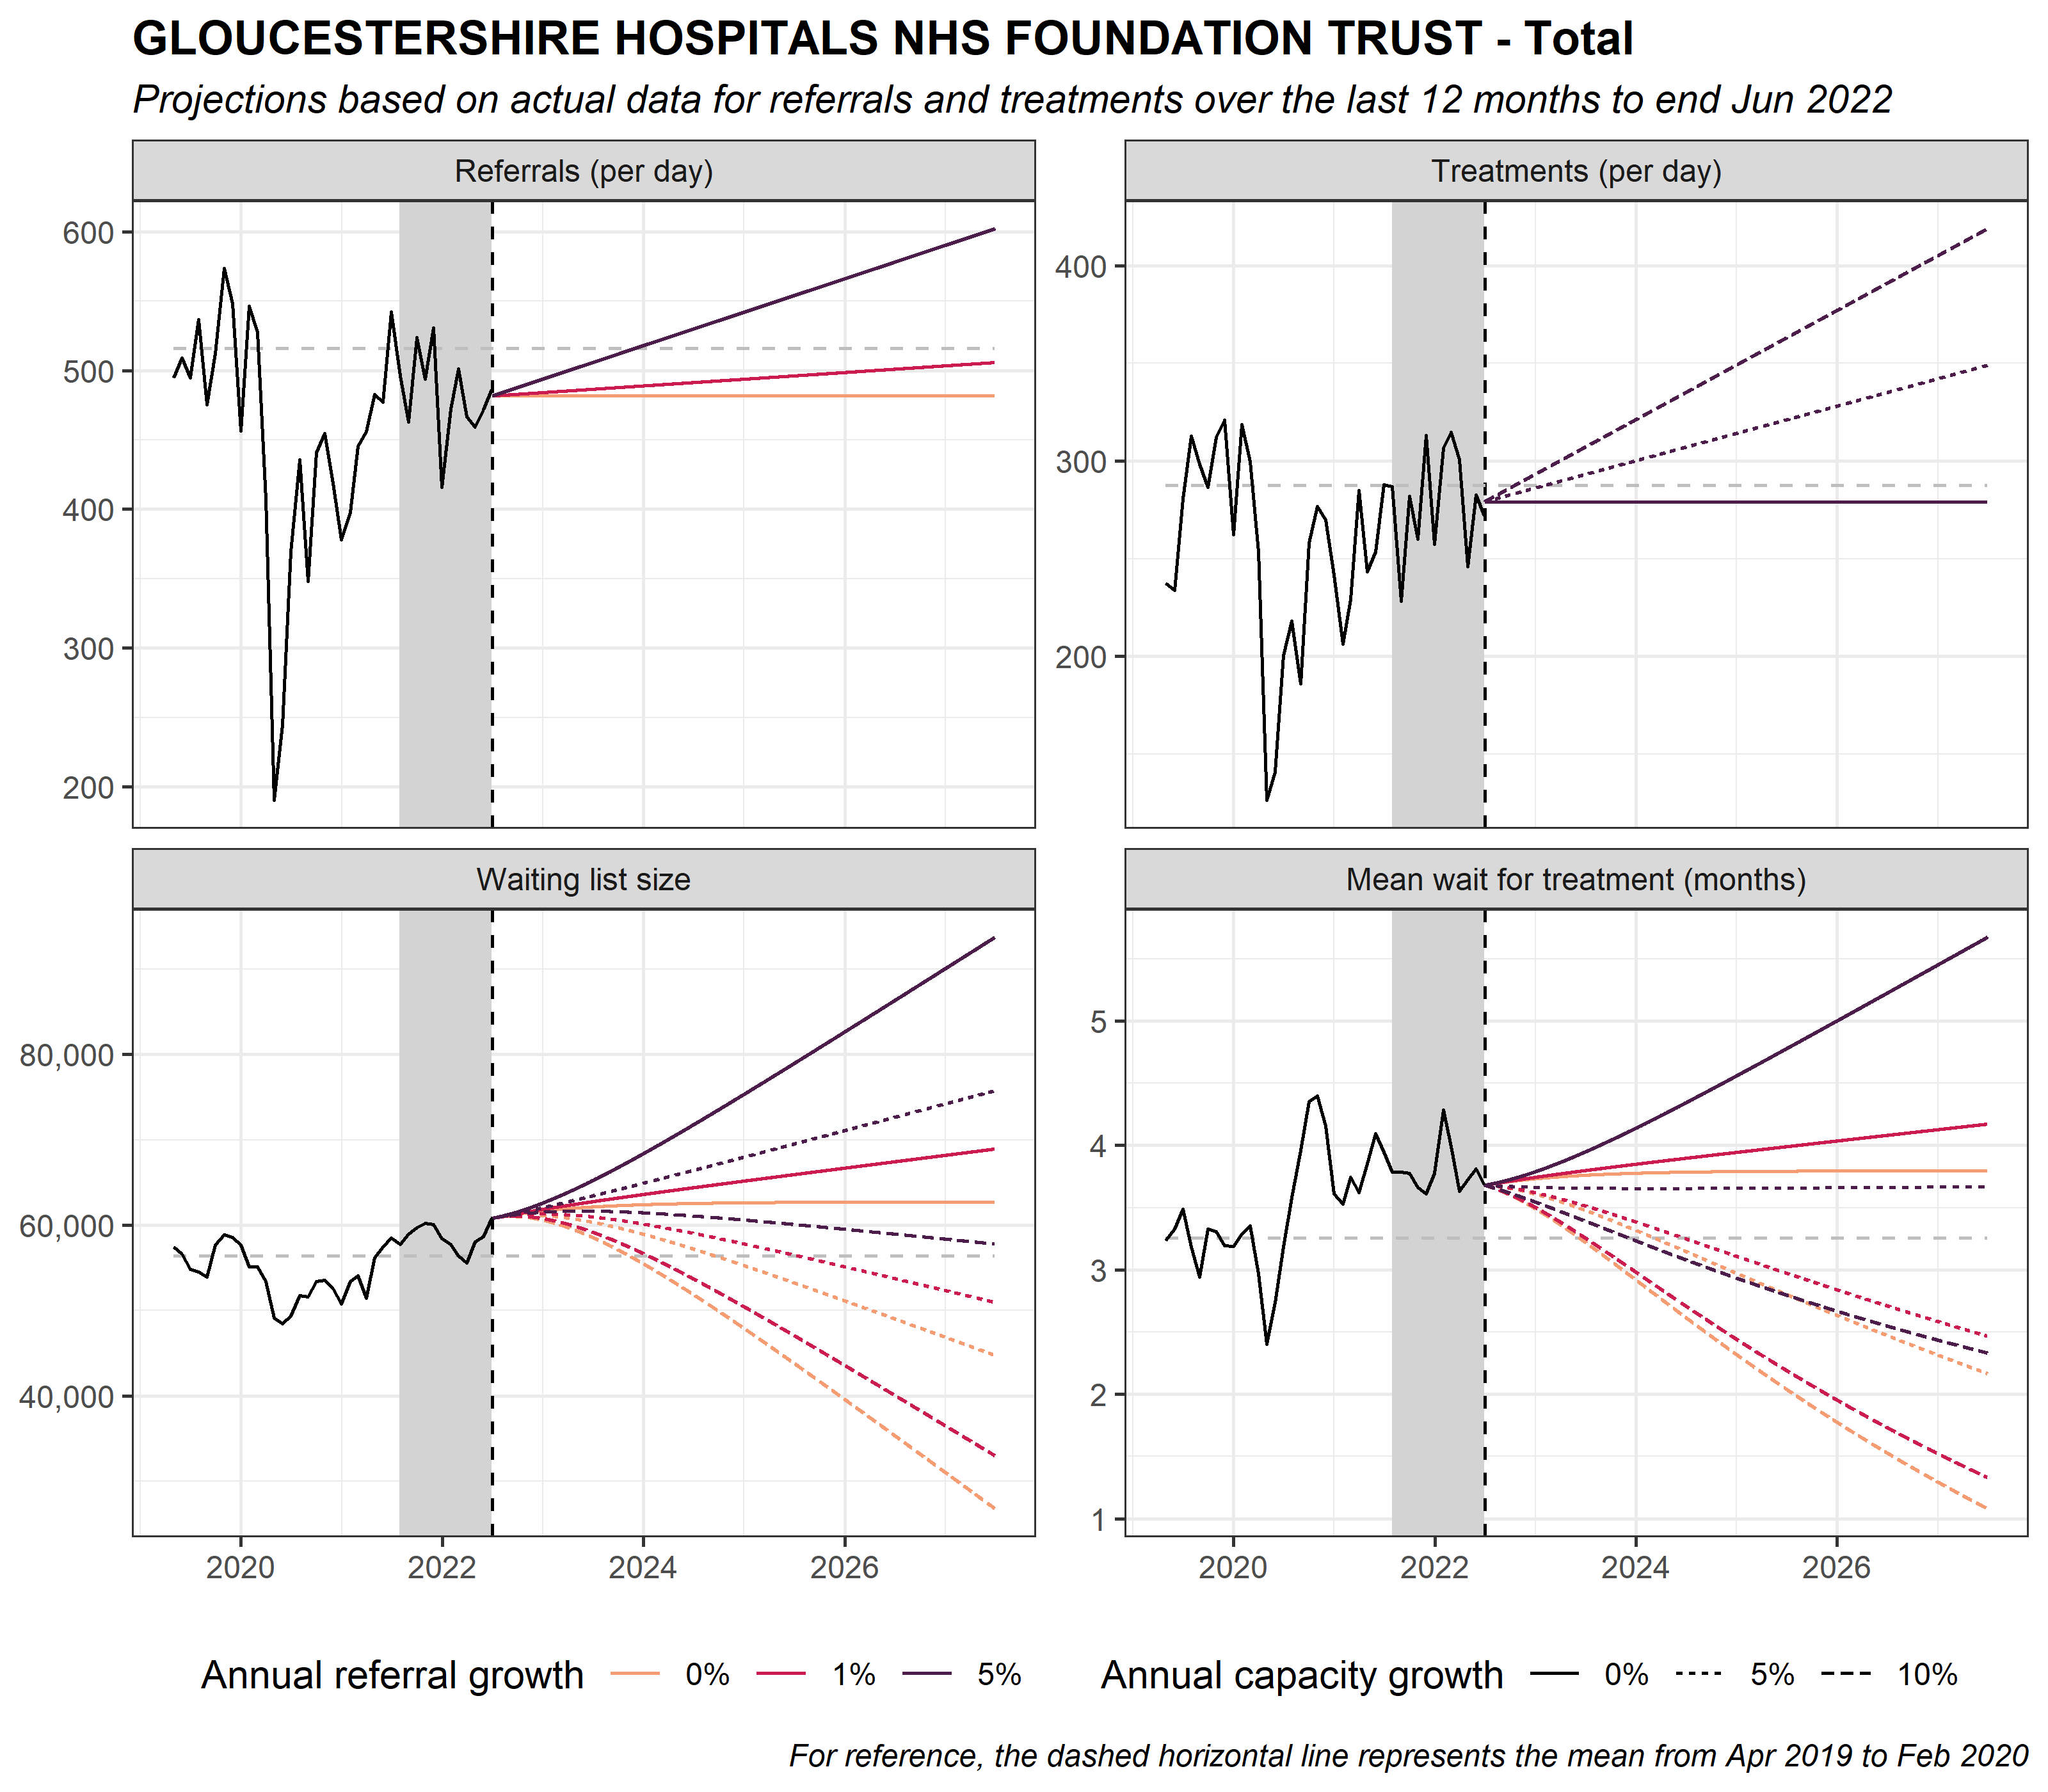 GLOUCESTERSHIRE HOSPITALS NHS FOUNDATION TRUST - Total
Projections based on actual data for referrals and treatments over the last 12 months to end Jun 2022
Referrals (per day)
600
500
400
300
200
Treatments (per day)
400
300
200
Waiting list size
80,000
60,000
40,000
2020 2022 2024 2026
Mean wait for treatment (months)
5
4
3
2
1
2020 2022 2024 2026
Annual referral growth 0% 1% 5%
Annual capacity growth 0% 5% 10%
For reference, the dashed horizontal line represents the mean from Apr 2019 to Feb 2020